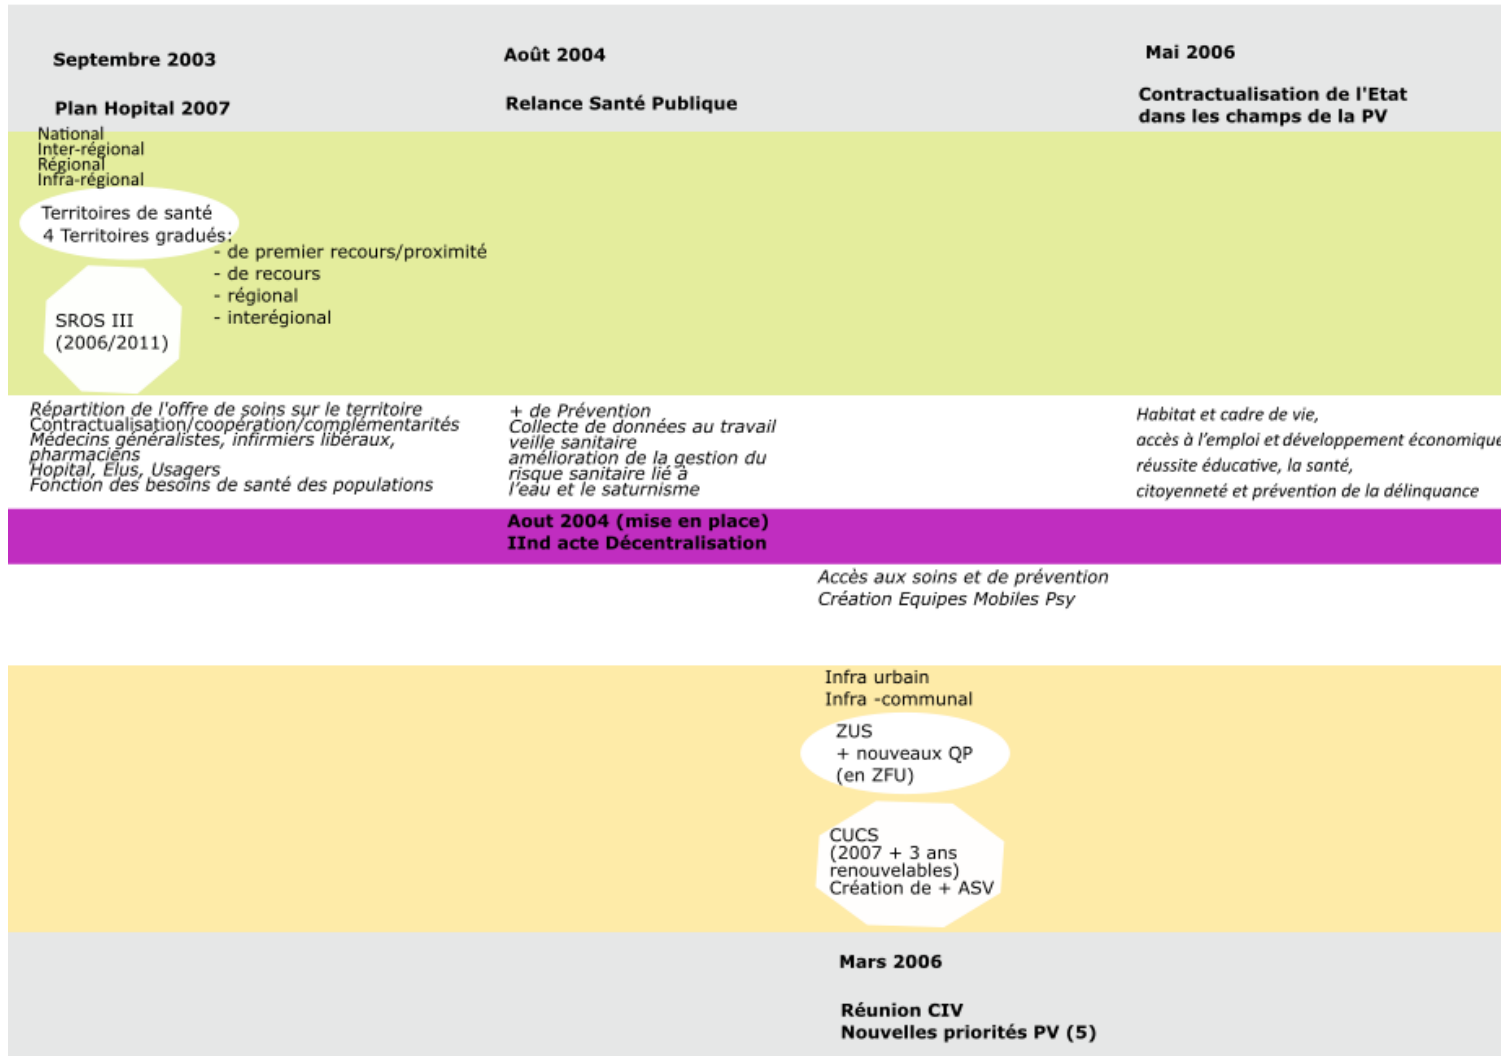 Septembre 2003
Plan Hopital 2007
National
Inter-régional
Régional
Infra-régional
Territoires de santé
4 Territoires gradués:
- de premier recours/proximité
- de recours
- régional
- interégional
SROS III
(2006/2011)
Répartition de l'offre de soins sur le territoire
Contractualisation/coopération/complémentarités
Médecins généralistes, infirmiers libéraux,
pharmaciens
Hopital, Elus, Usagers
Fonction des besoins de santé des populations
Août 2004
Relance Santé Publique
+ de Prévention
Collecte de données au travail
veille sanitaire
amélioration de la gestion du
risque sanitaire lié à
l’eau et le saturnisme
Mai 2006
Contractualisation de l'Etat
dans les champs de la PV
Habitat et cadre de vie,
accès à l’emploi et développement économique
réussite éducative, la santé,
citoyenneté et prévention de la délinquance
Aout 2004 (mise en place)
IInd acte Décentralisation
Accès aux soins et de prévention
Création Equipes Mobiles Psy
Infra urbain
Infra -communal
ZUS
+ nouveaux QP
(en ZFU)
CUCS
(2007 + 3 ans
renouvelables)
Création de + ASV
Mars 2006
Réunion CIV
Nouvelles priorités PV (5)